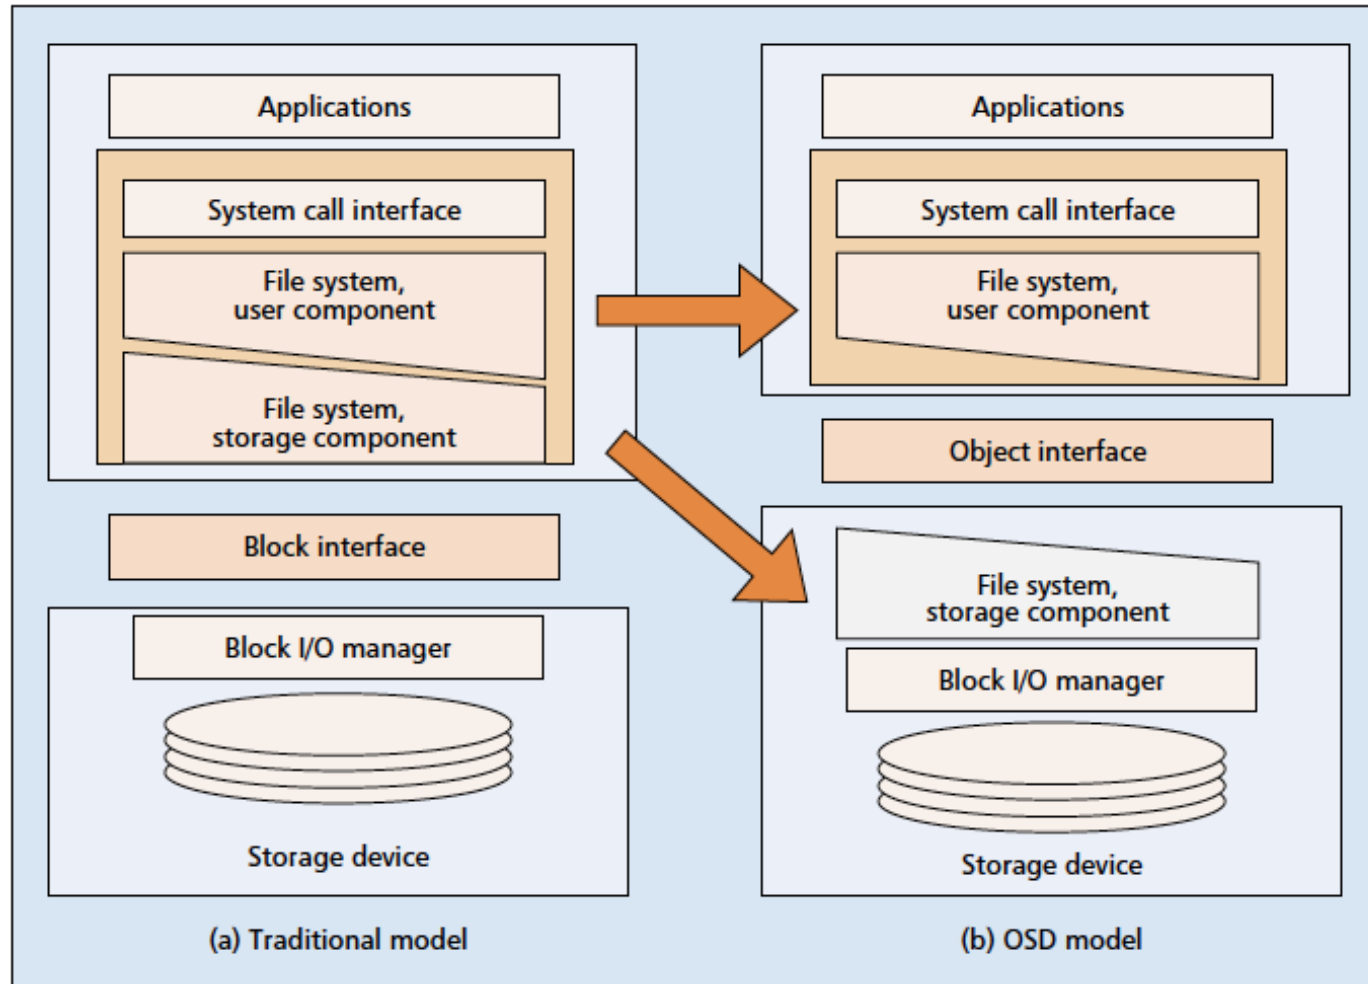 Applications
System call interface
File system,
user component
File system,
storage component
Block interface
Block I/O manager
Storage device
(a) Traditional model
Applications
System call interface
File system,
user component
Object interface
File system,
storage component
Block I/O manager
Storage device
(b) OSD model